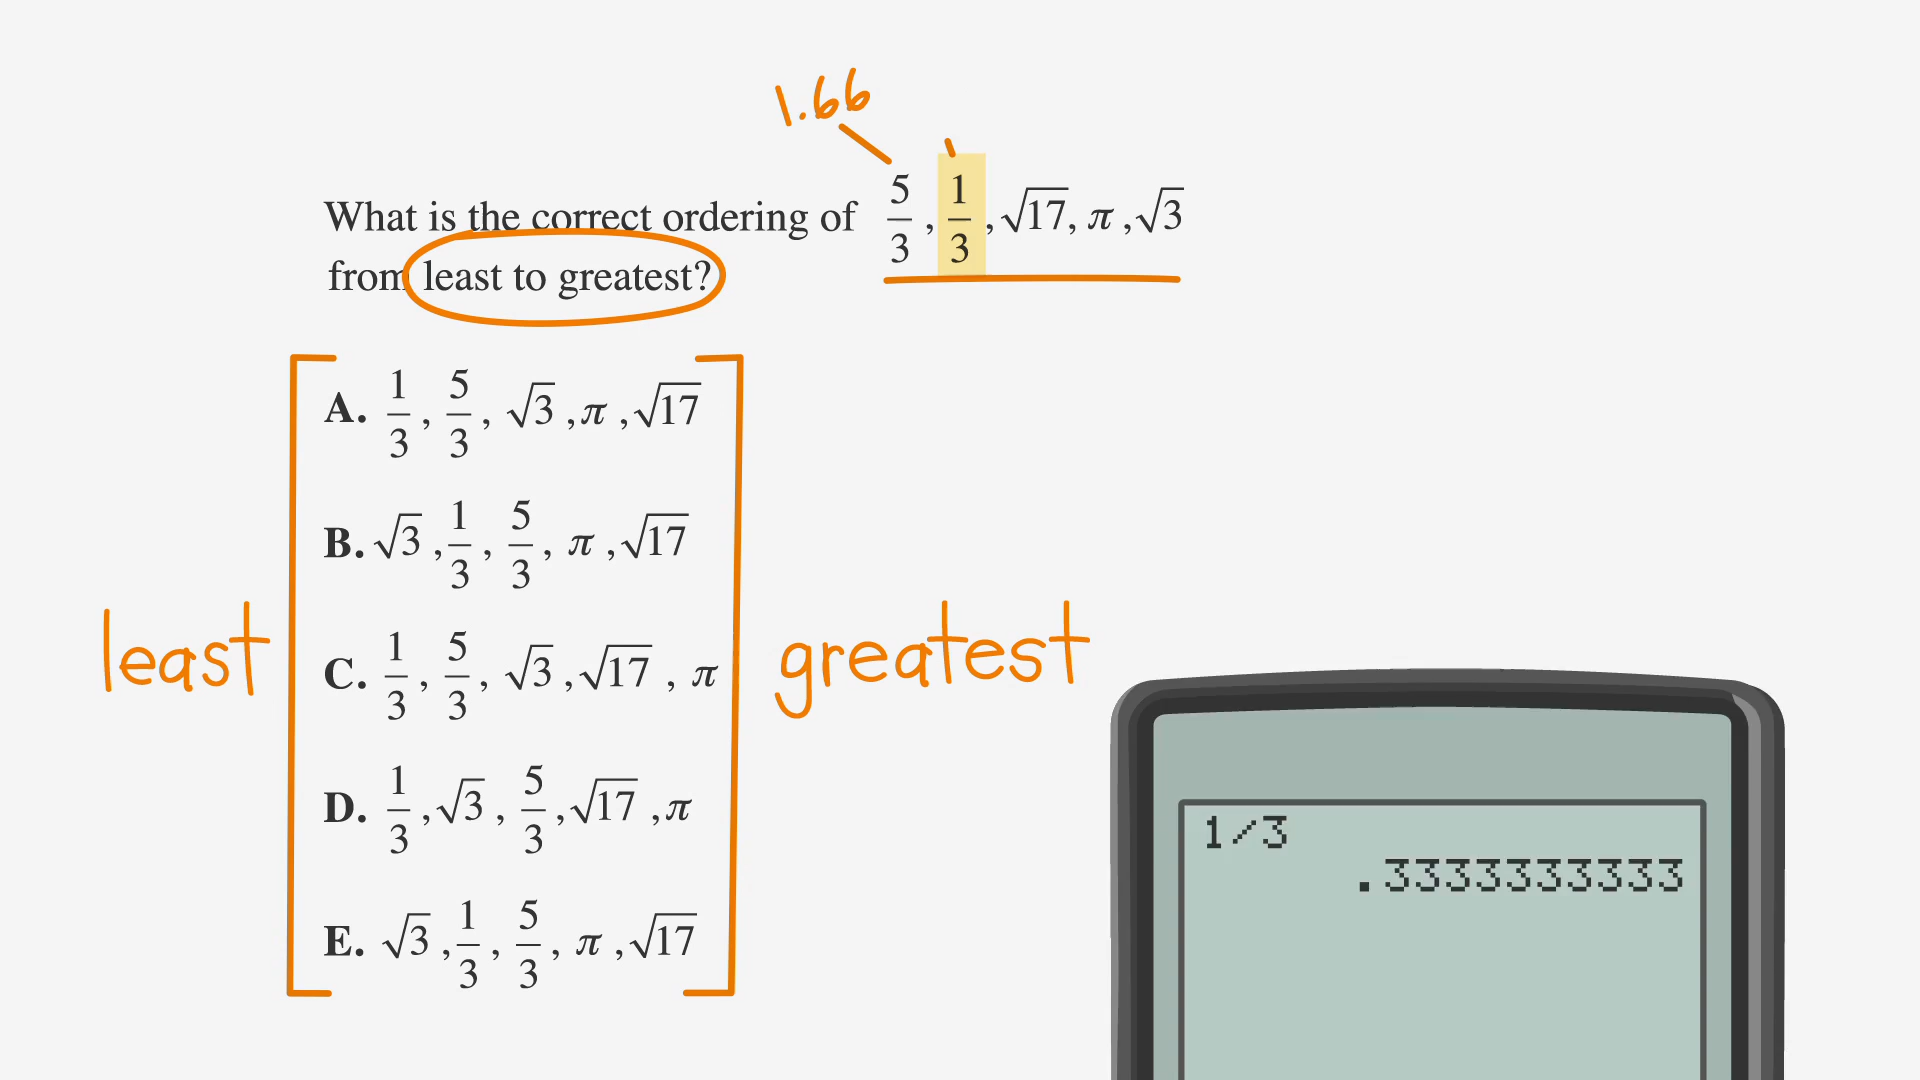 1.66
What is the correct ordering of 5/3 , 1/3 , √17, π , √3
from least to greatest?
A. 1/3 , 5/3 , √3 , π , √17
B. √3 , 1/3 , 5/3 , π , √17
least
greatest
C. 1/3 , 5/3 , √3 , √17 , π
D. 1/3 , √3 , 5/3 , √17 , π
E. √3 , 1/3 , 5/3 , π , √17
1/3
.3333333333